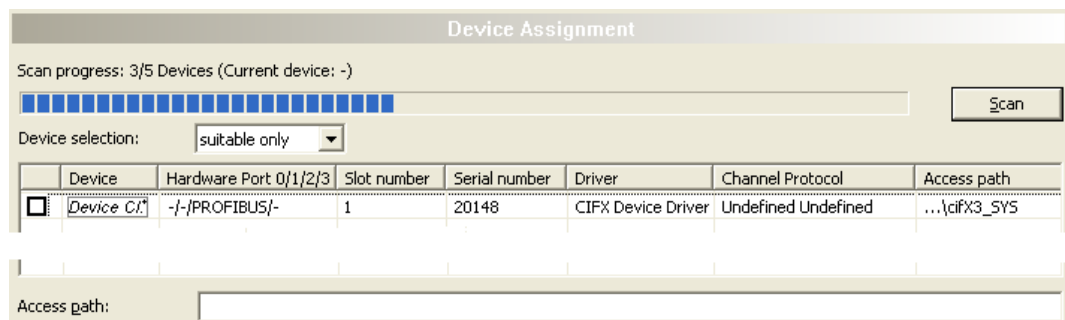 Device Assignment
Scan progress: 3/5 Devices (Current device: -)
Scan
Device selection: suitable only
Device Hardware Port 0/1/2/3 Slot number Serial number Driver Channel Protocol Access path
Device CI.* -/-/PROFIBUS/- 1 20148 CIFX Device Driver Undefined Undefined ...\cifX3_SYS
Access path: